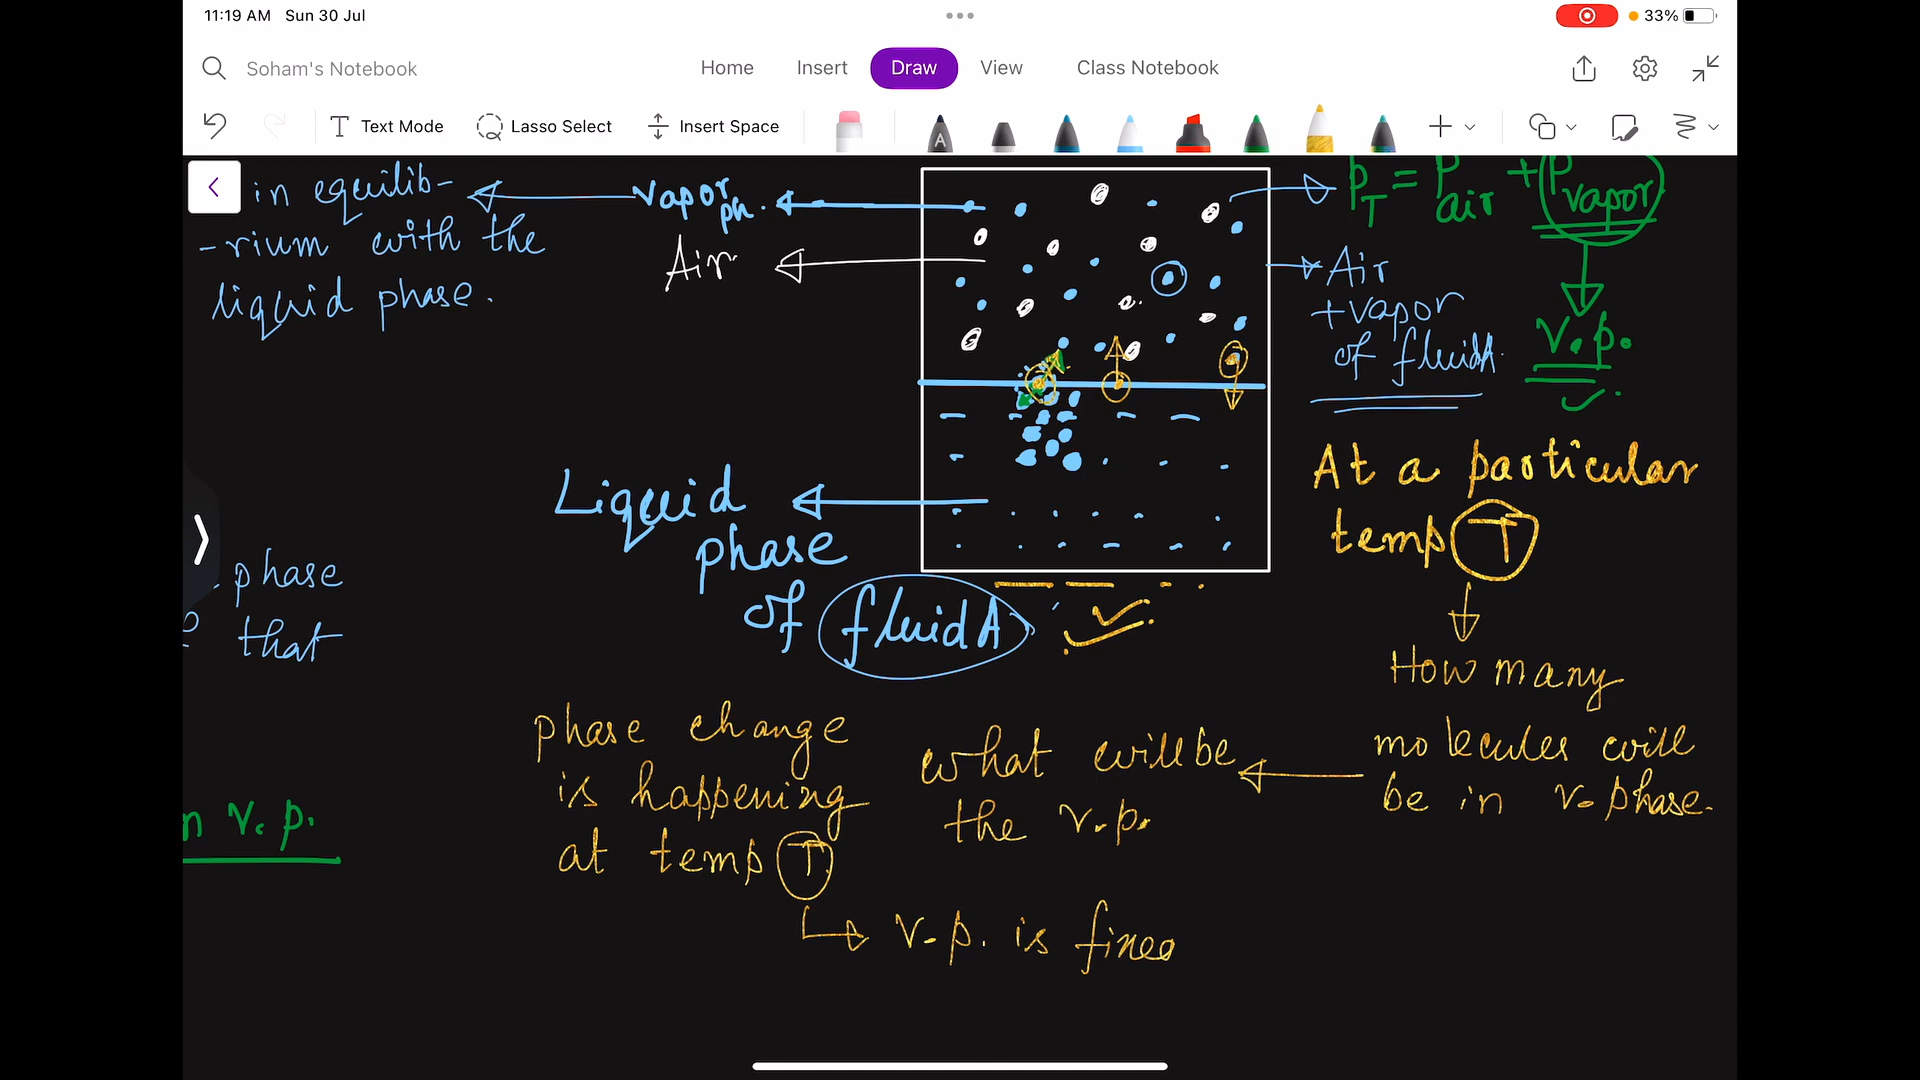 11:19 AM Sun 30 Jul
33%
Soham's Notebook
Home Insert Draw View Class Notebook
Text Mode Lasso Select Insert Space
A
in equilib-
-rium with the
liquid phase.
vapor ph.
Air
P_T = P_air + P_vapor
v.p.
Air
+vapor
of fluid A.
Liquid
phase
of fluid A
At a particular
temp T
How many
molecules will
be in v-phase.
what will be
the v.p.
phase change
is happening
at temp T
v.p. is fixed
phase
that
n v.p.